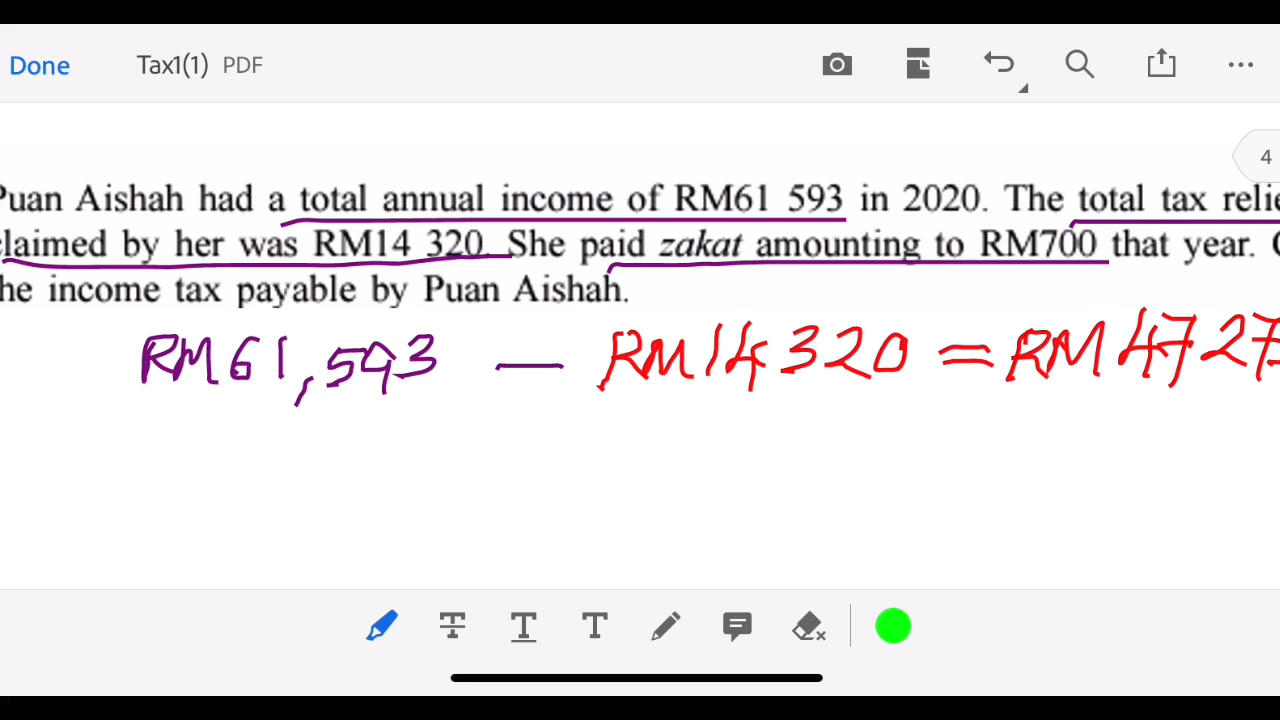 Done Tax1(1) PDF
4
Puan Aishah had a total annual income of RM61 593 in 2020. The total tax
claimed by her was RM14 320. She paid zakat amounting to RM700 that year.
the income tax payable by Puan Aishah.
RM61,593 — RM14320 = RM4727